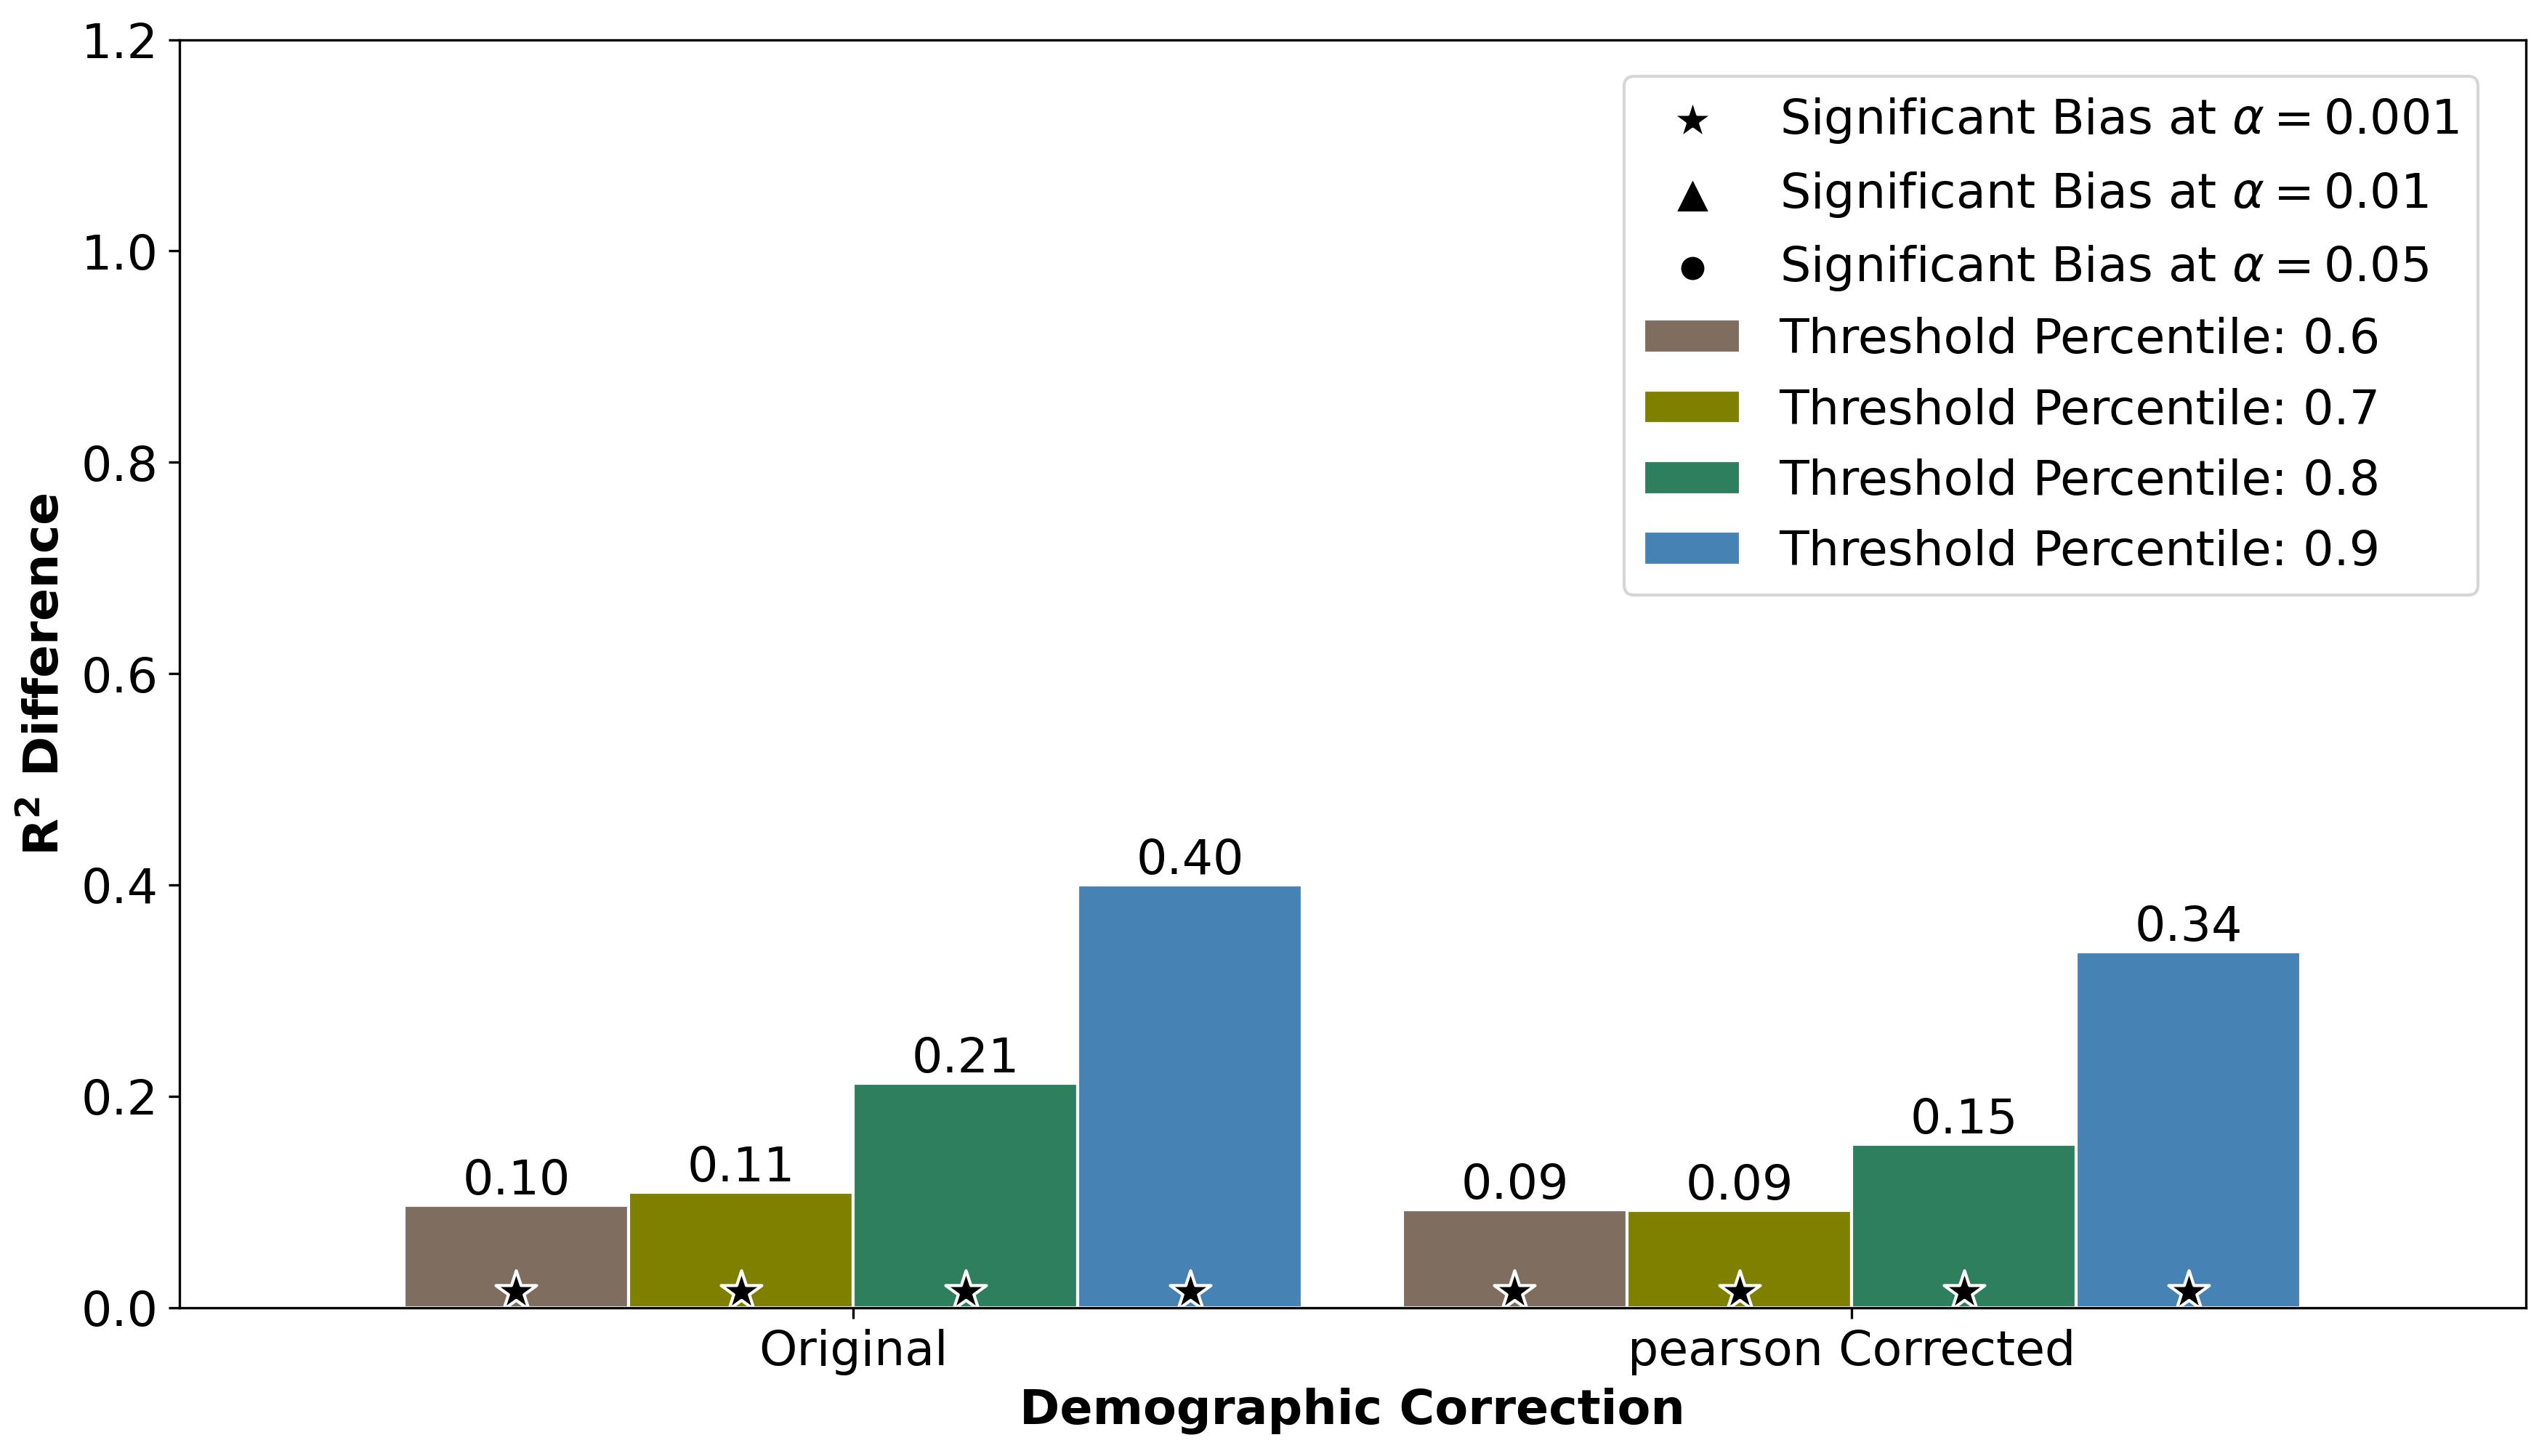 1.2
1.0
0.8
0.6
0.4
0.2
0.0
R² Difference
Significant Bias at α = 0.001
Significant Bias at α = 0.01
Significant Bias at α = 0.05
Threshold Percentile: 0.6
Threshold Percentile: 0.7
Threshold Percentile: 0.8
Threshold Percentile: 0.9
0.10
0.11
0.21
0.40
0.09
0.09
0.15
0.34
Original
pearson Corrected
Demographic Correction